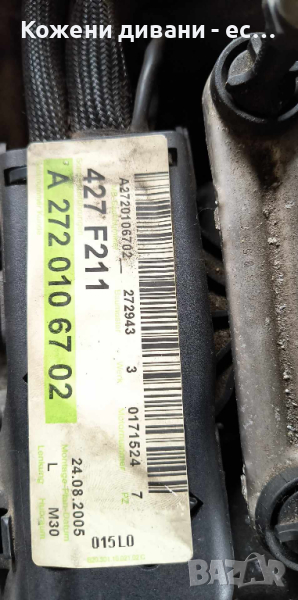 Кожени дивани - ес...
A2720106702 272943 3 0171524 7
427 F211
A 272 010 67 02
24.08.2005
L M30
015L0
BAZAR